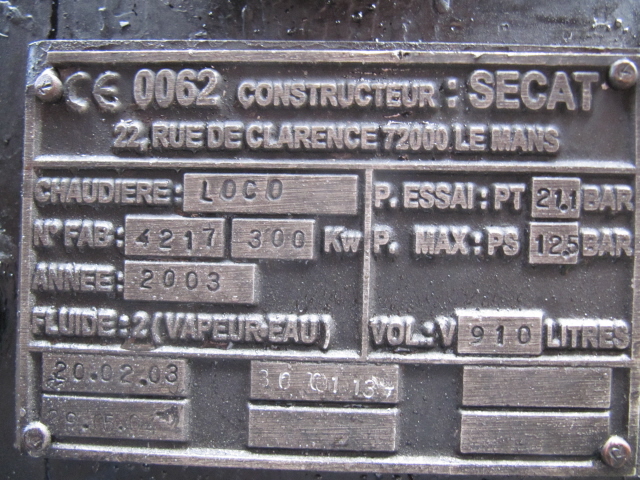 CE 0062 CONSTRUCTEUR : SECAT
22, RUE DE CLARENCE 72000 LE MANS
CHAUDIERE: LOCO
N° FAB: 4217 300 Kw
ANNEE: 2003
FLUIDE: 2 (VAPEUR-EAU)
P. ESSAI: PT 21.1 BAR
P. MAX: PS 12.5 BAR
VOL.: V 910 LITRES
20.02.03